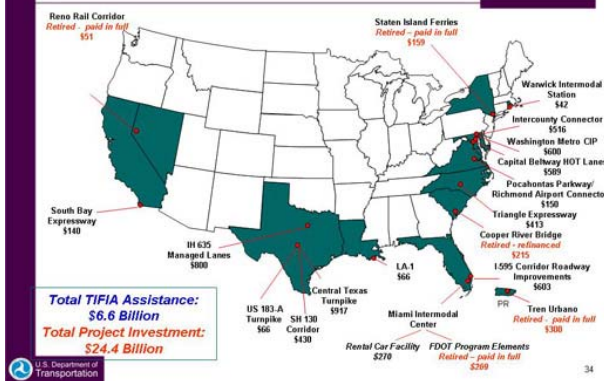 Reno Rail Corridor
Retired - paid in full
$51
Staten Island Ferries
Retired – paid in full
$159
Warwick Intermodal
Station
$42
Intercounty Connector
$516
Washington Metro CIP
$600
Capital Beltway HOT Lanes
$589
Pocahontas Parkway/
Richmond Airport Connector
$150
Triangle Expressway
$413
Cooper River Bridge
Retired - refinanced
$215
South Bay
Expressway
$140
IH 635
Managed Lanes
$800
LA-1
$66
I-595 Corridor Roadway
Improvements
$603
Central Texas
Turnpike
$917
US 183-A
Turnpike
$66
SH 130
Corridor
$430
Miami Intermodal
Center
Rental Car Facility
$270
FDOT Program Elements
Retired – paid in full
$269
PR
Tren Urbano
Retired - paid in full
$300
Total TIFIA Assistance:
$6.6 Billion
Total Project Investment:
$24.4 Billion
U.S. Department of
Transportation
34